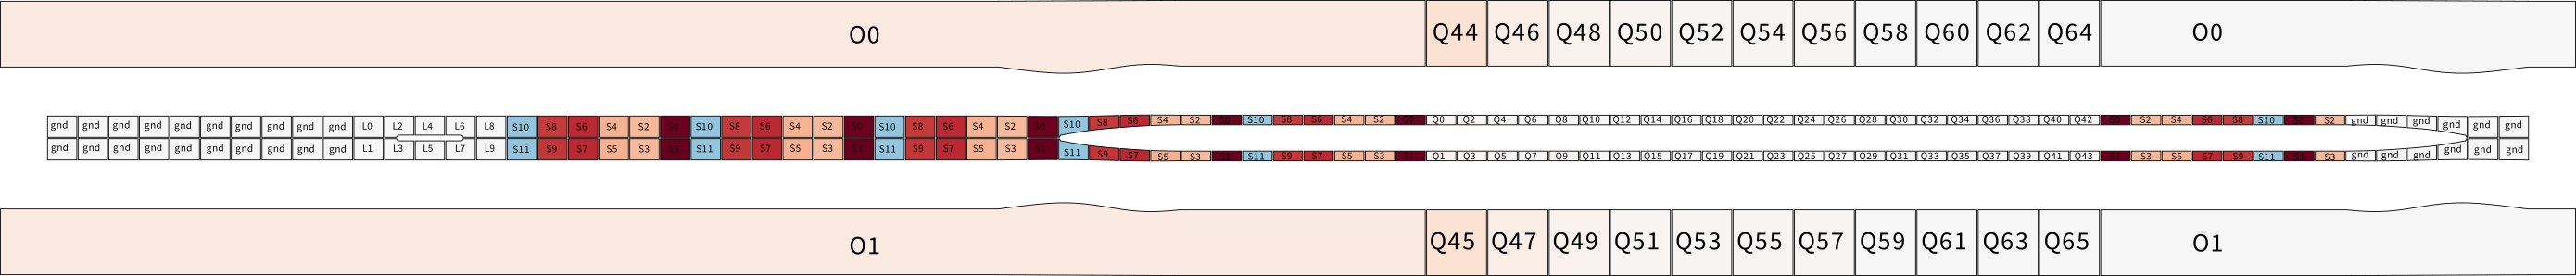 O0 Q44 Q46 Q48 Q50 Q52 Q54 Q56 Q58 Q60 Q62 Q64 O0
gnd gnd gnd gnd gnd gnd gnd gnd gnd gnd L0 L2 L4 L6 L8 S10 S8 S6 S4 S2 S0 S10 S8 S6 S4 S2 S0 S10 S8 S6 S4 S2 S0 S10 S8 S6 S4 S2 S0 S10 S8 S6 S4 S2 S0 Q0 Q2 Q4 Q6 Q8 Q10 Q12 Q14 Q16 Q18 Q20 Q22 Q24 Q26 Q28 Q30 Q32 Q34 Q36 Q38 Q40 Q42 S0 S2 S4 S6 S8 S10 S0 S2 gnd gnd gnd gnd gnd gnd
gnd gnd gnd gnd gnd gnd gnd gnd gnd gnd L1 L3 L5 L7 L9 S11 S9 S7 S5 S3 S1 S11 S9 S7 S5 S3 S1 S11 S9 S7 S5 S3 S1 S11 S9 S7 S5 S3 S1 S11 S9 S7 S5 S3 S1 Q1 Q3 Q5 Q7 Q9 Q11 Q13 Q15 Q17 Q19 Q21 Q23 Q25 Q27 Q29 Q31 Q33 Q35 Q37 Q39 Q41 Q43 S1 S3 S5 S7 S9 S11 S1 S3 gnd gnd gnd gnd gnd gnd
O1 Q45 Q47 Q49 Q51 Q53 Q55 Q57 Q59 Q61 Q63 Q65 O1